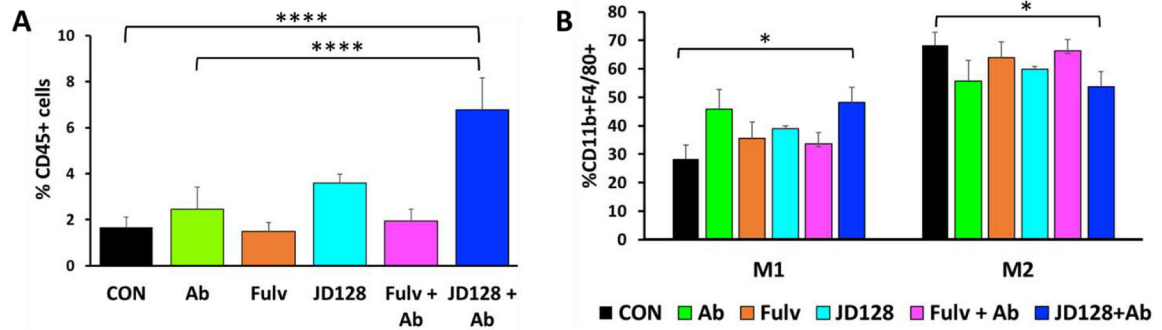 A
****
****
10
8
6
4
2
0
% CD45+ cells
CON
Ab
Fulv
JD128
Fulv +
Ab
JD128 +
Ab
B
*
*
80
70
60
50
40
30
20
10
0
%CD11b+F4/80+
M1
M2
CON
Ab
Fulv
JD128
Fulv + Ab
JD128+Ab